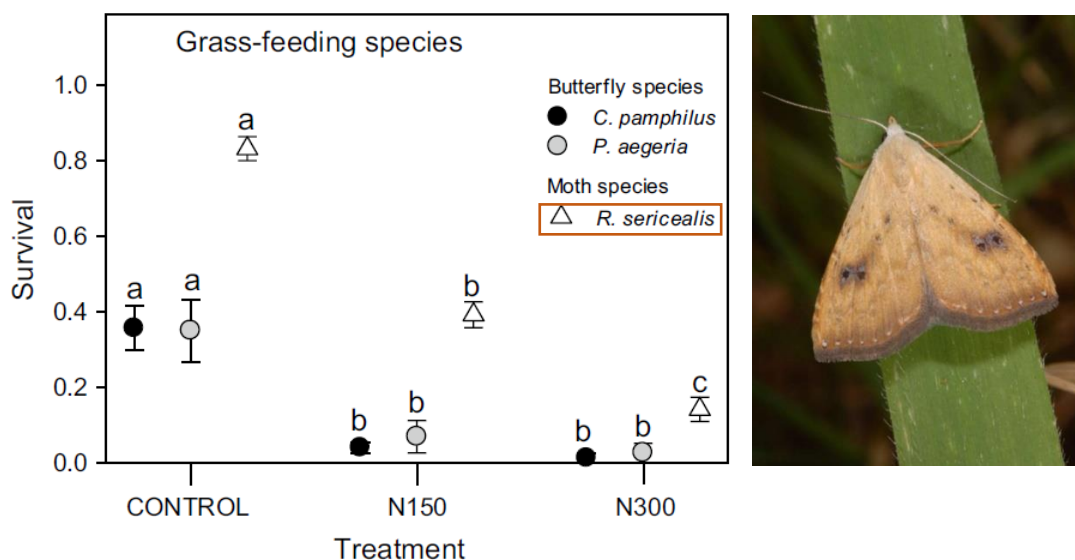 Grass-feeding species
Butterfly species
C. pamphilus
P. aegeria
Moth species
R. sericealis
Survival
1.0
0.8
0.6
0.4
0.2
0.0
a
a
a
b
b
b
b
b
c
CONTROL
N150
N300
Treatment